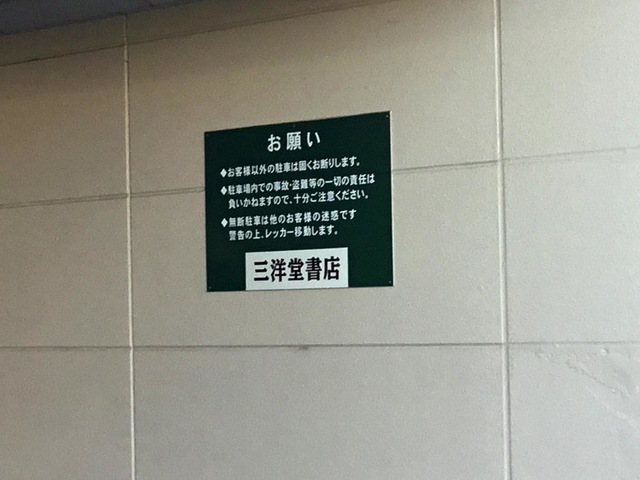 お願い
◆お客様以外の駐車は固くお断りします。
◆駐車場内での事故・盗難等の一切の責任は
負いかねますので、十分ご注意ください。
◆無断駐車は他のお客様の迷惑です
警告の上、レッカー移動します。
三洋堂書店